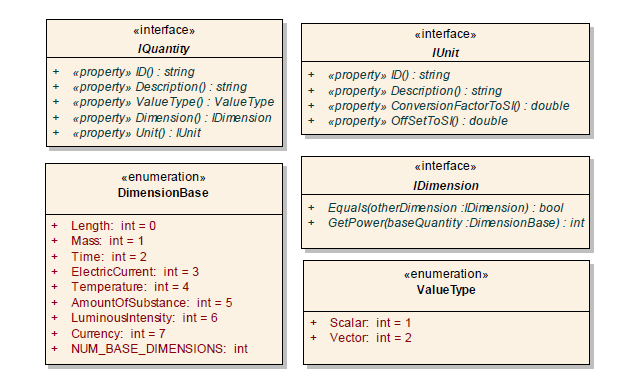 «interface»
IQuantity
+ «property» ID() : string
+ «property» Description() : string
+ «property» ValueType() : ValueType
+ «property» Dimension() : IDimension
+ «property» Unit() : IUnit
«interface»
IUnit
+ «property» ID() : string
+ «property» Description() : string
+ «property» ConversionFactorToSI() : double
+ «property» OffSetToSI() : double
«enumeration»
DimensionBase
+ Length: int = 0
+ Mass: int = 1
+ Time: int = 2
+ ElectricCurrent: int = 3
+ Temperature: int = 4
+ AmountOfSubstance: int = 5
+ LuminousIntensity: int = 6
+ Currency: int = 7
+ NUM_BASE_DIMENSIONS: int
«interface»
IDimension
+ Equals(otherDimension :IDimension) : bool
+ GetPower(baseQuantity :DimensionBase) : int
«enumeration»
ValueType
+ Scalar: int = 1
+ Vector: int = 2